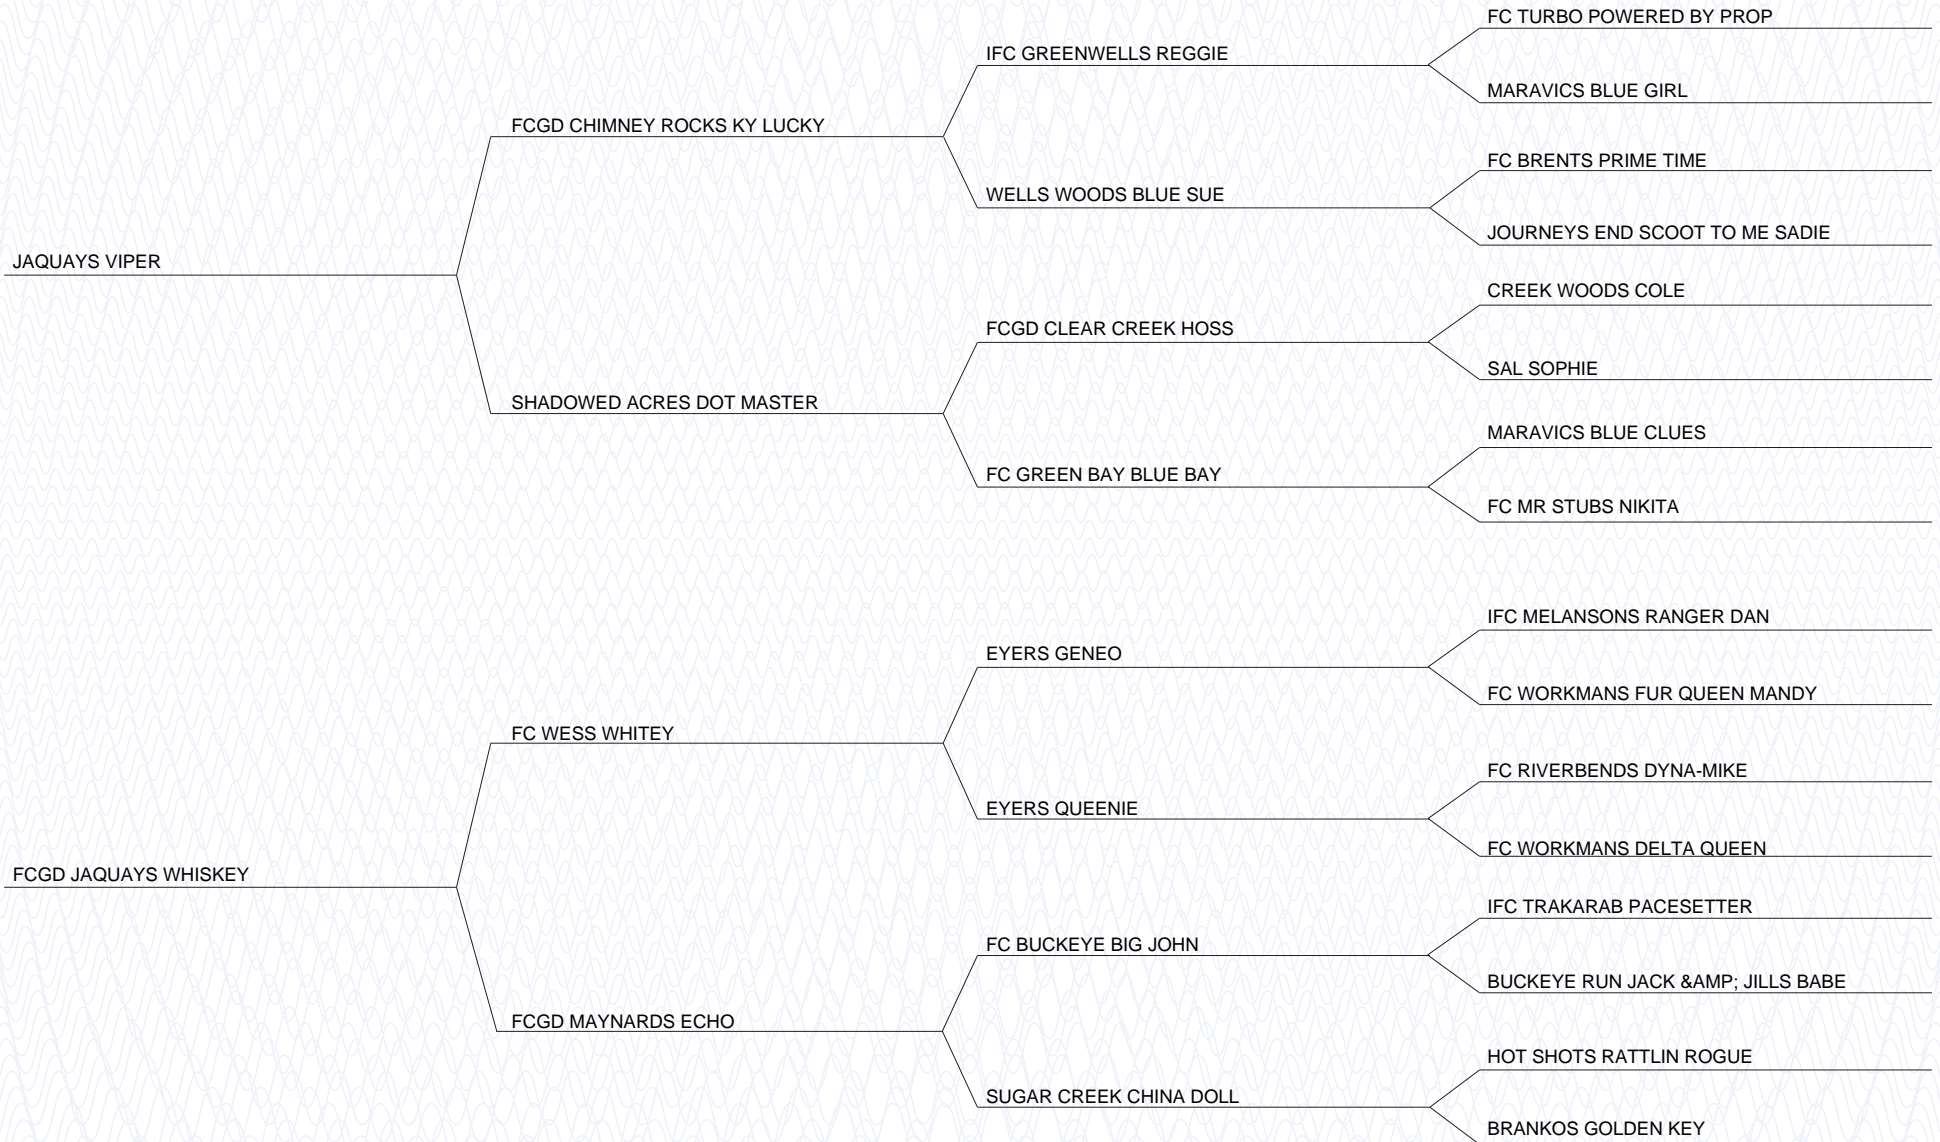 FC TURBO POWERED BY PROP
IFC GREENWELLS REGGIE
MARAVICS BLUE GIRL
FCGD CHIMNEY ROCKS KY LUCKY
FC BRENTS PRIME TIME
WELLS WOODS BLUE SUE
JOURNEYS END SCOOT TO ME SADIE
JAQUAYS VIPER
CREEK WOODS COLE
FCGD CLEAR CREEK HOSS
SAL SOPHIE
SHADOWED ACRES DOT MASTER
MARAVICS BLUE CLUES
FC GREEN BAY BLUE BAY
FC MR STUBS NIKITA
IFC MELANSONS RANGER DAN
EYERS GENEO
FC WORKMANS FUR QUEEN MANDY
FC WESS WHITEY
FC RIVERBENDS DYNA-MIKE
EYERS QUEENIE
FC WORKMANS DELTA QUEEN
FCGD JAQUAYS WHISKEY
IFC TRAKARAB PACESETTER
FC BUCKEYE BIG JOHN
BUCKEYE RUN JACK &AMP; JILLS BABE
FCGD MAYNARDS ECHO
HOT SHOTS RATTLIN ROGUE
SUGAR CREEK CHINA DOLL
BRANKOS GOLDEN KEY